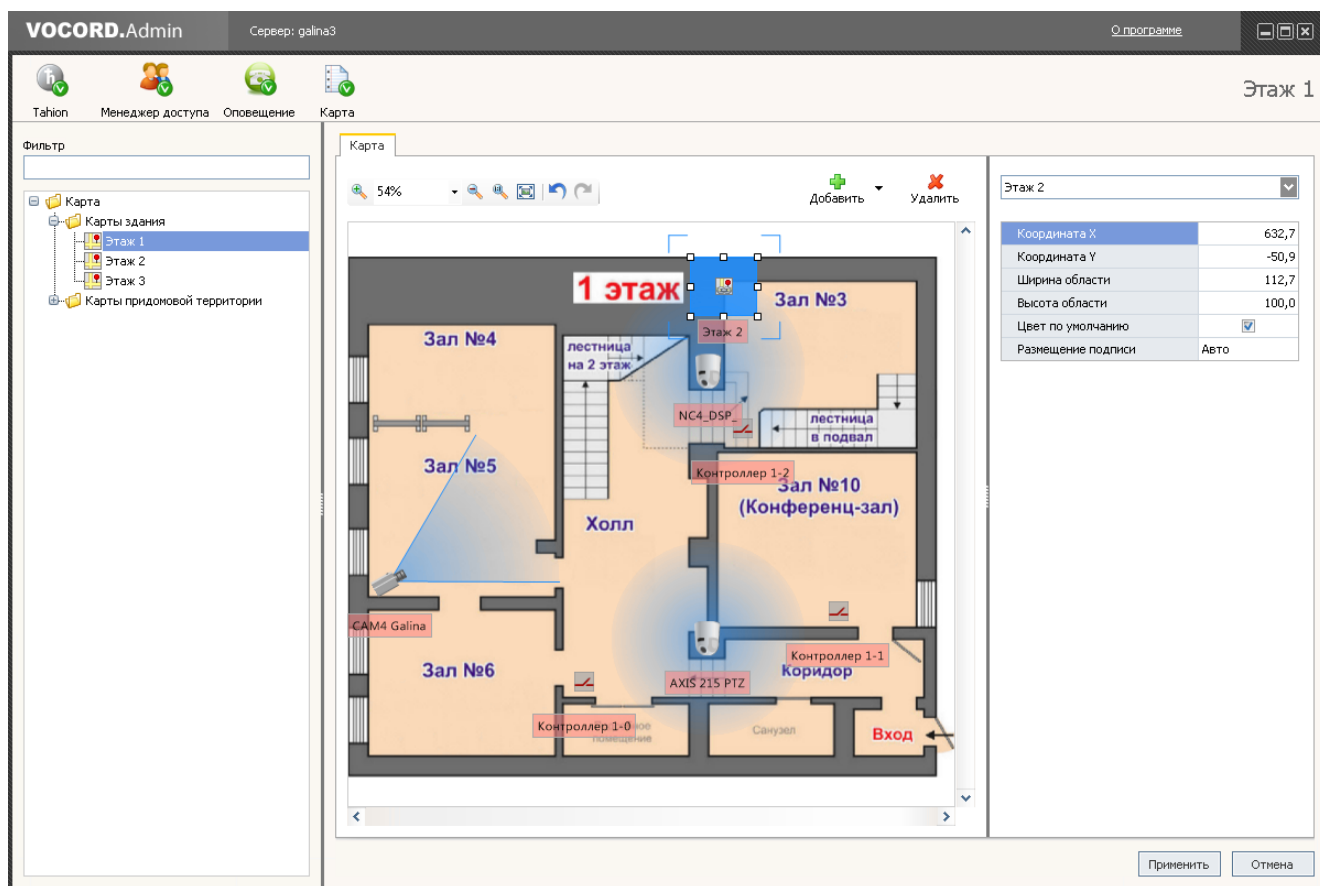 VOCORD.Admin
Сервер: galina3
О программе
Tahion
Менеджер доступа
Оповещение
Карта
Этаж 1
Фильтр
Карта
Карты здания
Этаж 1
Этаж 2
Этаж 3
Карты придомовой территории
Карта
54%
Добавить
Удалить
1 этаж
Зал №3
Этаж 2
Зал №4
лестница
на 2 этаж
NC4_DSP_
лестница
в подвал
Контроллер 1-2
Зал №5
Зал №10
(Конференц-зал)
Холл
CAM4 Galina
Контроллер 1-1
Зал №6
AXIS 215 PTZ
Коридор
Контроллер 1-0
помещение
Санузел
Вход
Этаж 2
Координата X 632,7
Координата Y -50,9
Ширина области 112,7
Высота области 100,0
Цвет по умолчанию
Размещение подписи Авто
Применить
Отмена